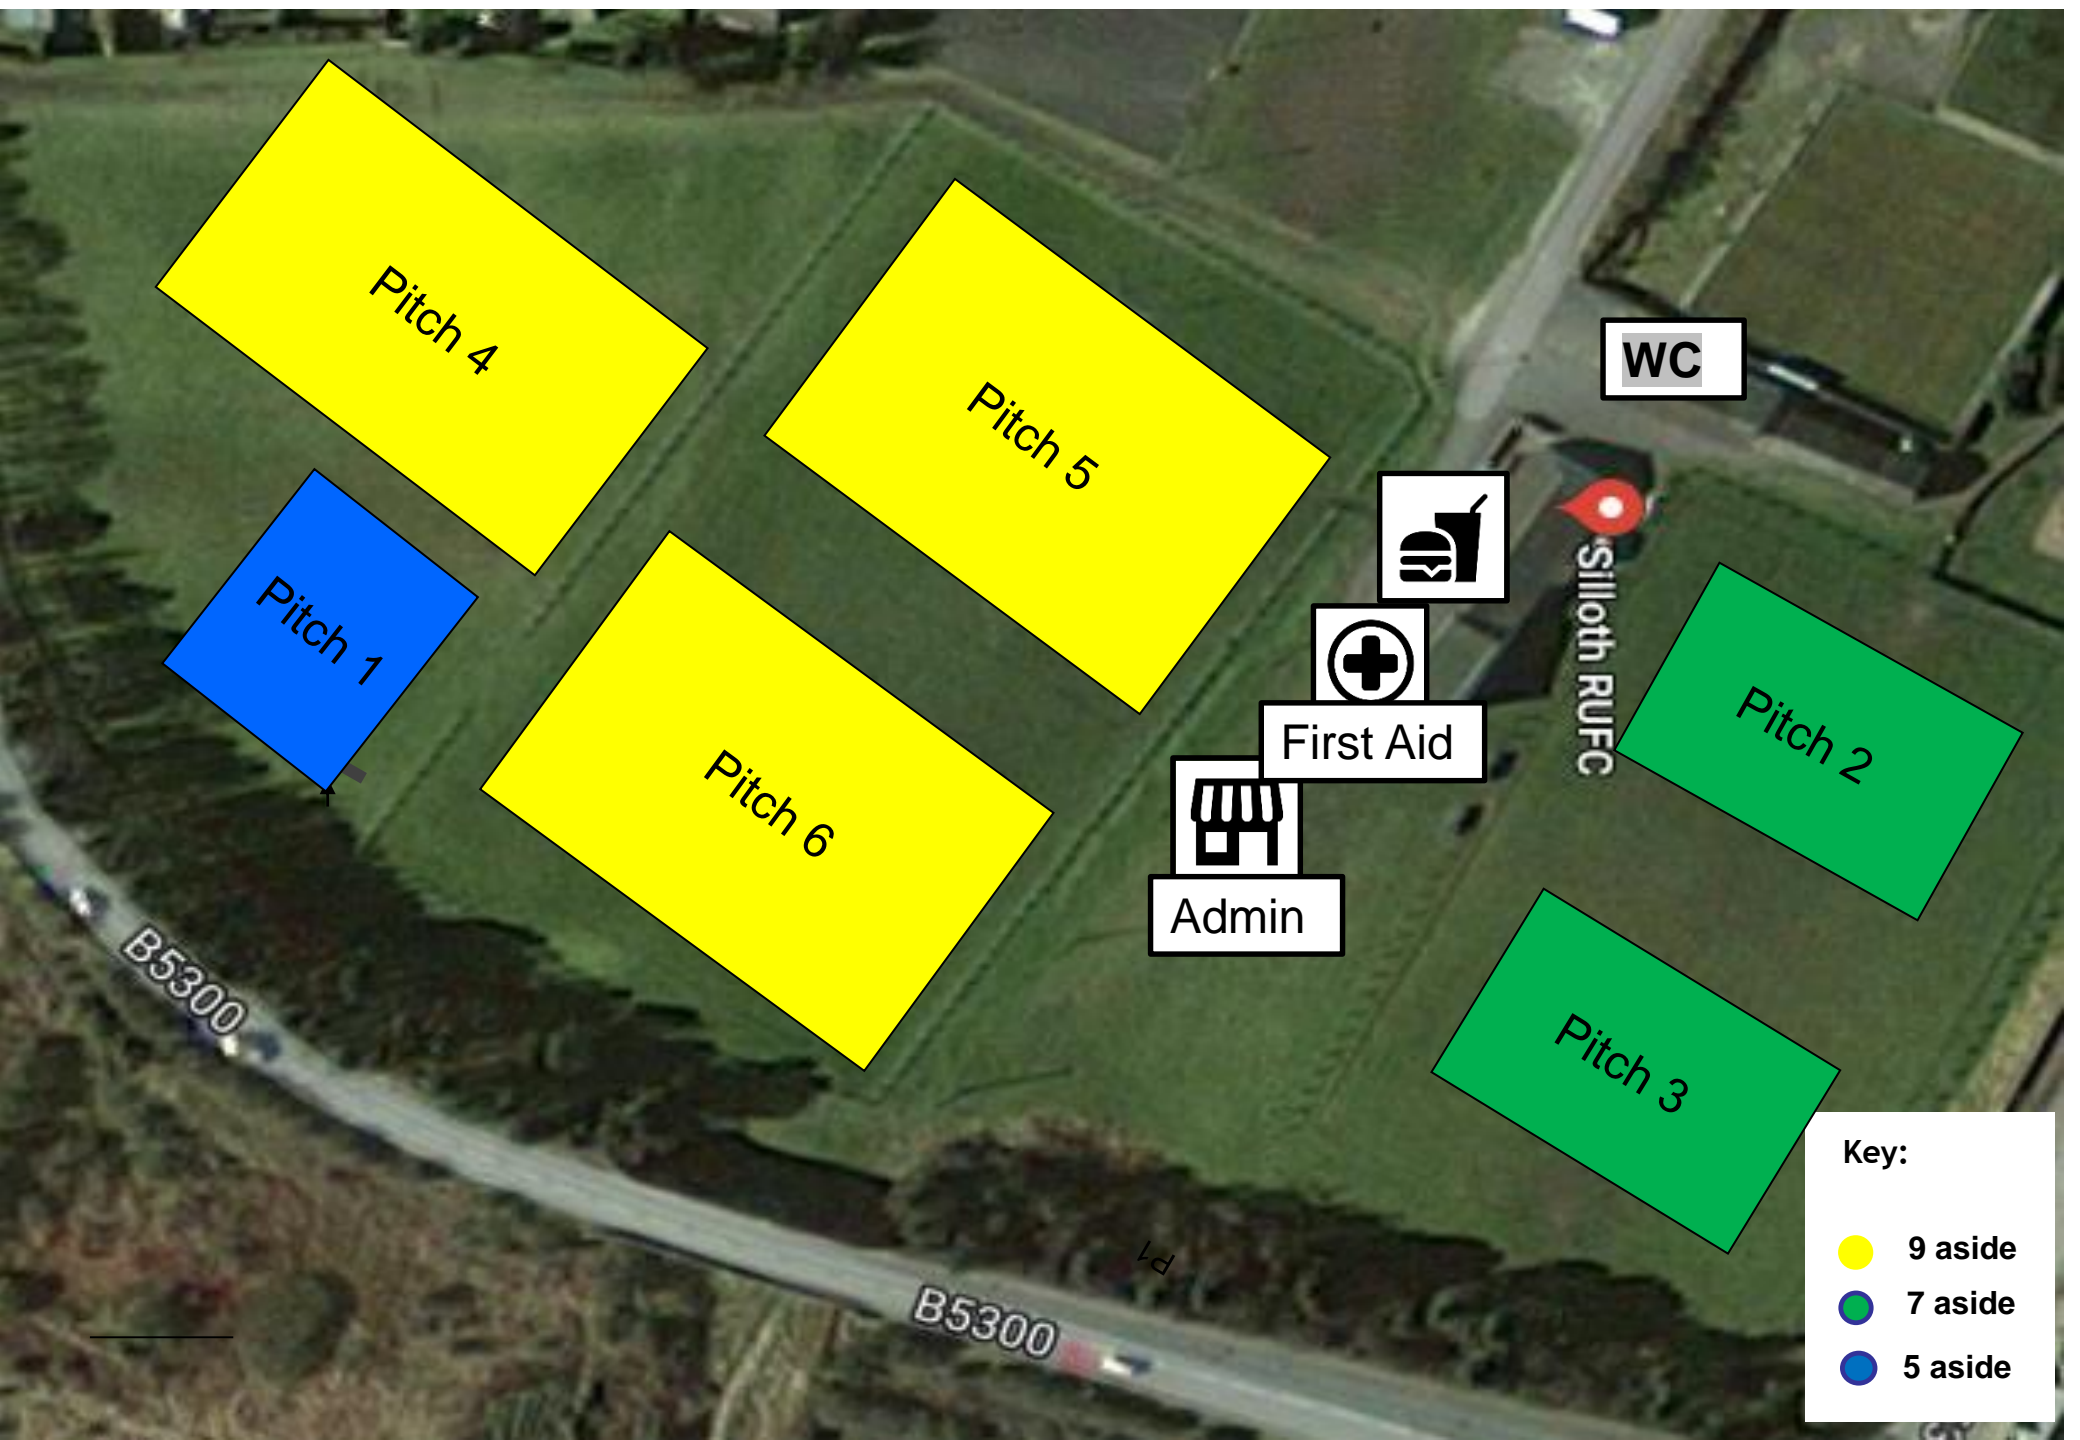 Pitch 4
Pitch 5
WC
Pitch 1
Silloth RUFC
Pitch 2
First Aid
Pitch 6
Admin
B5300
Pitch 3
Key:
P1
9 aside
7 aside
B5300
5 aside